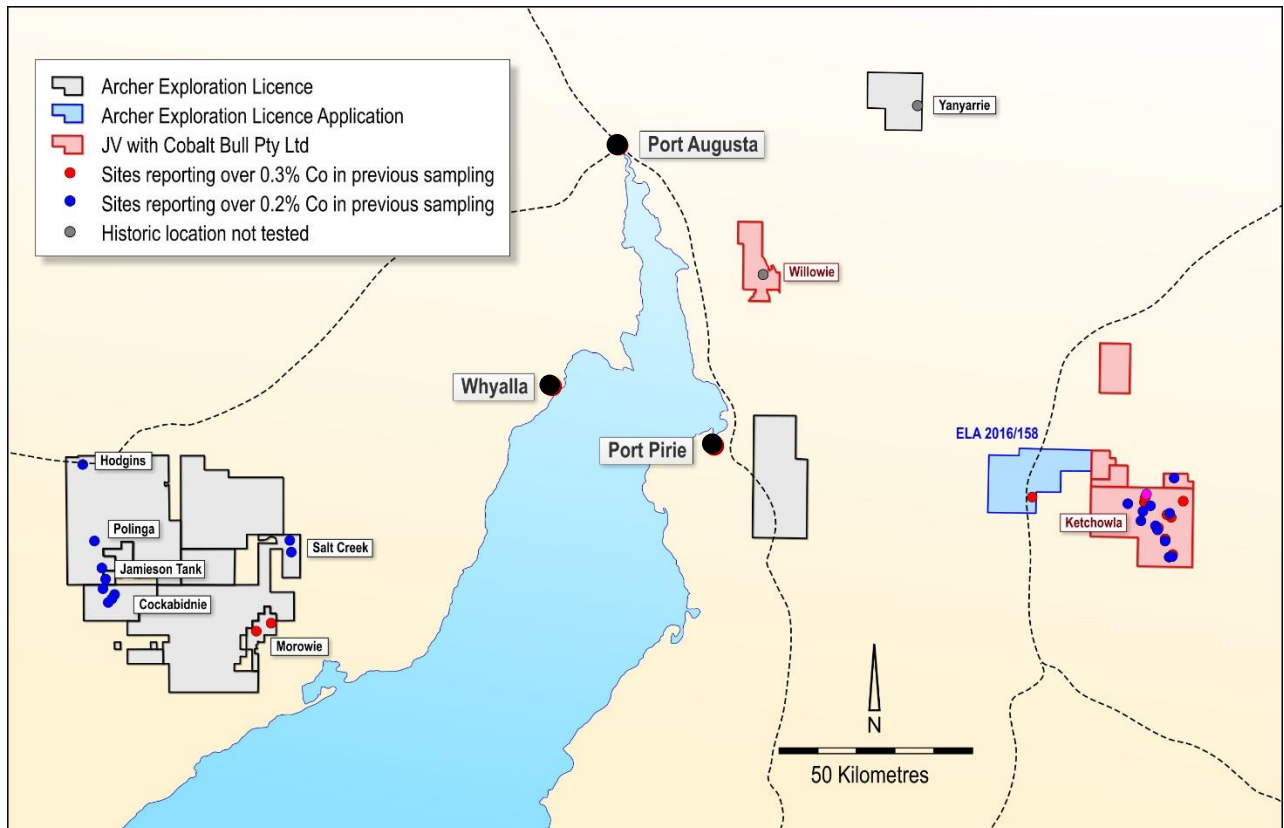 Archer Exploration Licence
Archer Exploration Licence Application
JV with Cobalt Bull Pty Ltd
Sites reporting over 0.3% Co in previous sampling
Sites reporting over 0.2% Co in previous sampling
Historic location not tested
Yanyarrie
Port Augusta
Willowie
Whyalla
Port Pirie
ELA 2016/158
Hodgins
Ketchowla
Polinga
Salt Creek
Jamieson Tank
Cockabidnie
Morowie
N
50 Kilometres